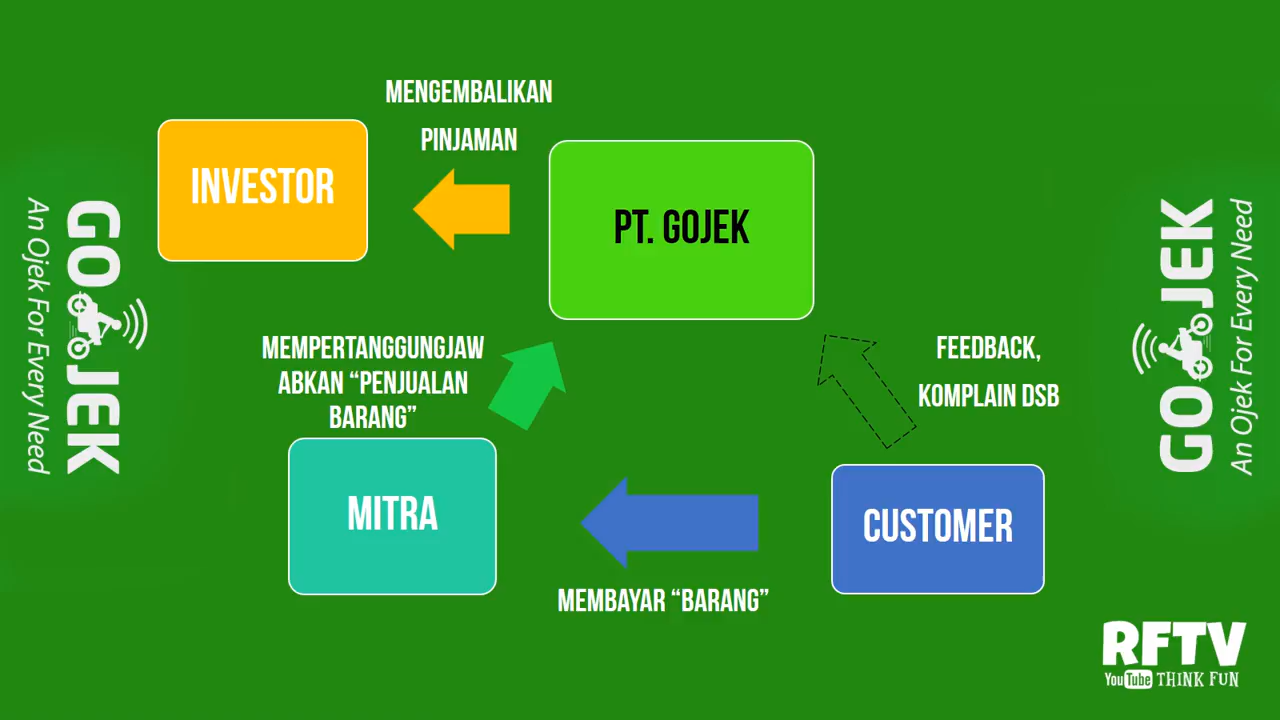 MENGEMBALIKAN
PINJAMAN
INVESTOR
PT. GOJEK
GOJEK
An Ojek For Every Need
GOJEK
An Ojek For Every Need
MEMPERTANGGUNGJAW
ABKAN “PENJUALAN
BARANG”
FEEDBACK,
KOMPLAIN DSB
MITRA
CUSTOMER
MEMBAYAR “BARANG”
RFTV
YouTube THINK FUN